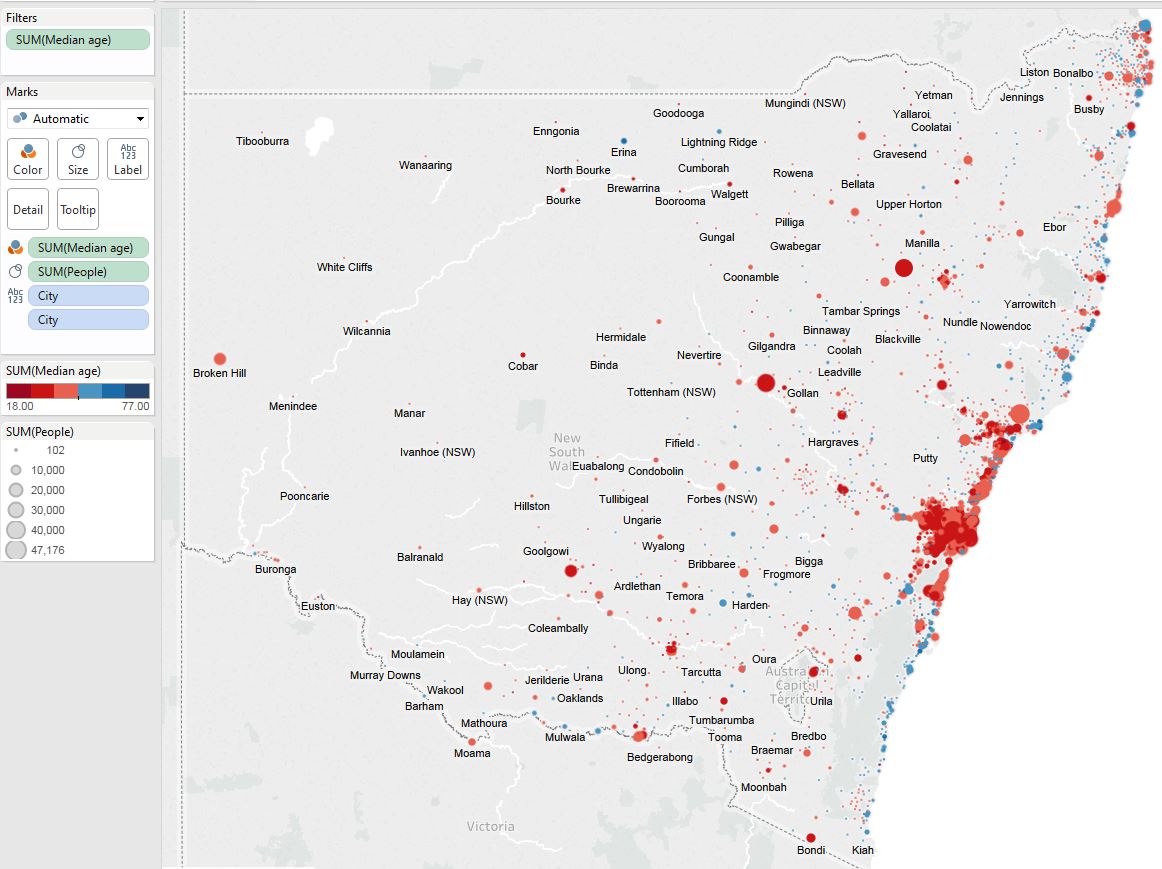 Filters
SUM(Median age)
Marks
Automatic
Color
Size
Abc
123
Label
Detail
Tooltip
SUM(Median age)
SUM(People)
Abc
123
City
City
SUM(Median age)
18.00
77.00
SUM(People)
102
10,000
20,000
30,000
40,000
47,176
Liston
Bonalbo
Yetman
Jennings
Mungindi (NSW)
Busby
Goodooga
Yallaroi
Coolatai
Enngonia
Tibooburra
Lightning Ridge
Erina
Gravesend
Wanaaring
North Bourke
Cumborah
Rowena
Bellata
Brewarrina
Walgett
Bourke
Boorooma
Upper Horton
Pilliga
Ebor
Gungal
Gwabegar
Manilla
White Cliffs
Coonamble
Yarrowitch
Tambar Springs
Nundle
Nowendoc
Wilcannia
Binnaway
Hermidale
Blackville
Gilgandra
Coolah
Nevertire
Cobar
Binda
Broken Hill
Leadville
Tottenham (NSW)
Gollan
Menindee
Manar
New
South
Wal
Fifield
Hargraves
Ivanhoe (NSW)
Putty
Euabalong
Condobolin
Pooncarie
Tullibigeal
Forbes (NSW)
Hillston
Ungarie
Wyalong
Goolgowi
Balranald
Bribbaree
Bigga
Buronga
Frogmore
Ardlethan
Temora
Hay (NSW)
Harden
Euston
Coleambally
Moulamein
Oura
Ulong
Tarcutta
Australian
Capital
Territo
Murray Downs
Jerilderie
Urana
Wakool
Oaklands
Illabo
Urila
Barham
Mathoura
Tumbarumba
Mulwala
Tooma
Bredbo
Moama
Bedgerabong
Braemar
Moonbah
Victoria
Bondi
Kiah